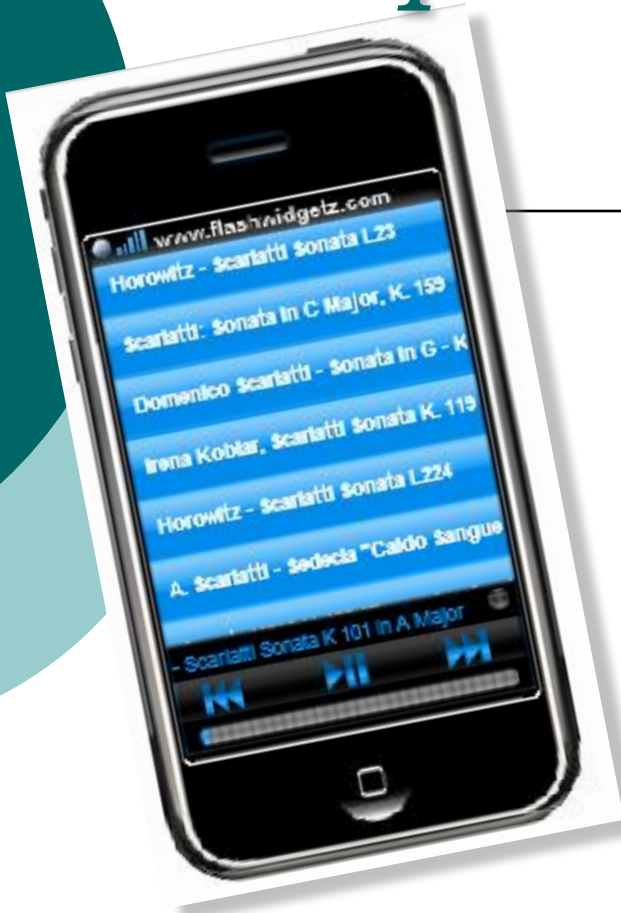 www.flashwidgetz.com
Horowitz - Scarlatti Sonata L23
Scarlatti: Sonata in C Major, K. 159
Domenico Scarlatti - Sonata in G - K
Irena Koblar, Scarlatti Sonata K. 119
Horowitz - Scarlatti Sonata L224
A. Scarlatti - Sedecia "Caldo Sangue
- Scarlatti Sonata K 101 in A Major